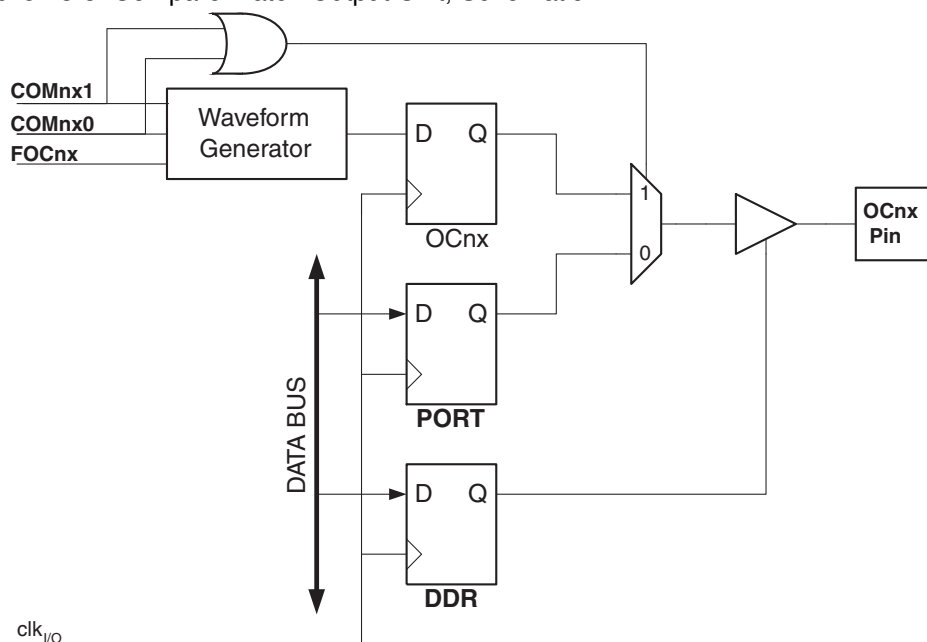 COMnx1
COMnx0
FOCnx
Waveform
Generator
D Q
OCnx
1
0
OCnx
Pin
D Q
PORT
DATA BUS
D Q
DDR
clkI/O